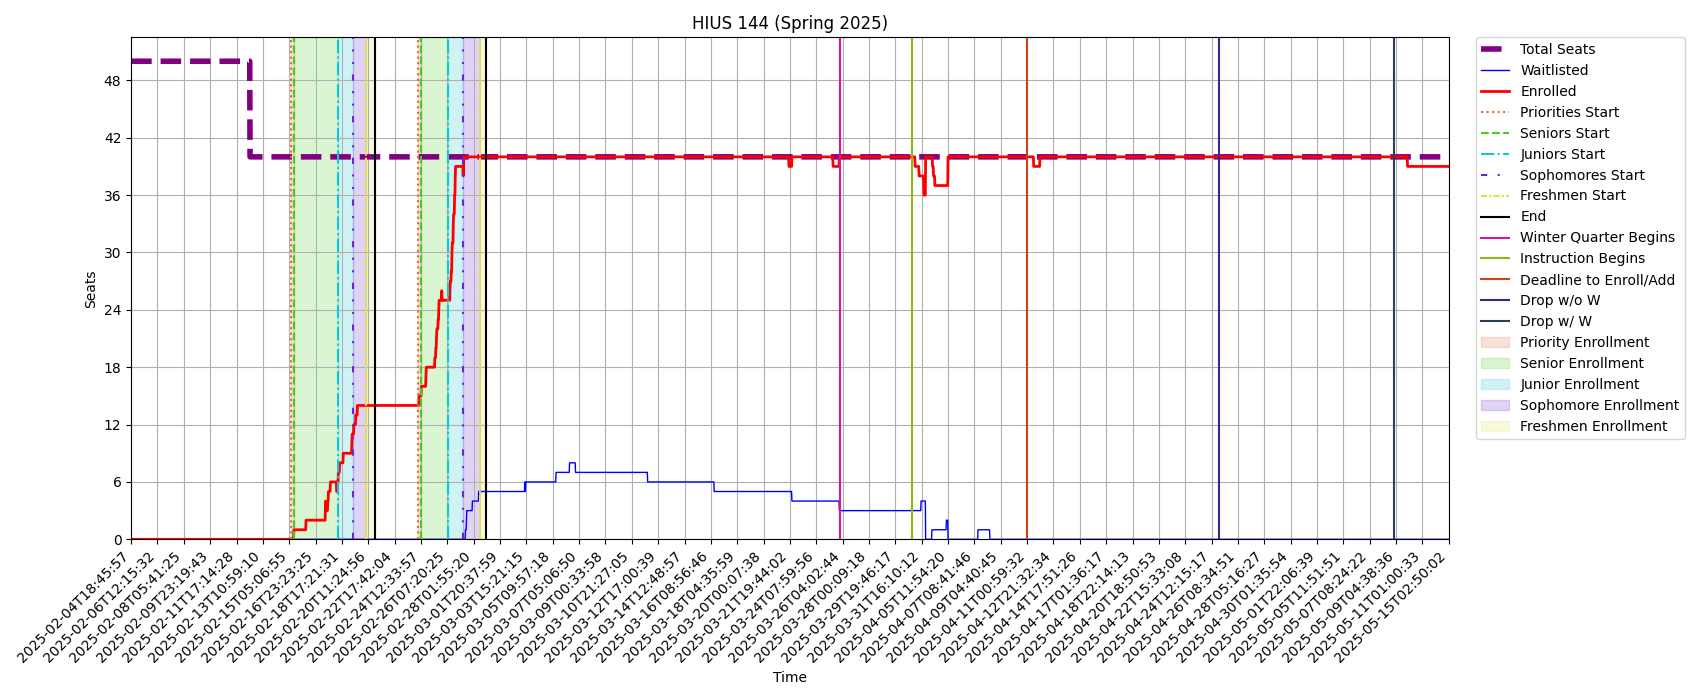 HIUS 144 (Spring 2025)
Seats
48
42
36
30
24
18
12
6
0
2025-02-04T18:45:57
2025-02-06T12:15:32
2025-02-08T05:41:25
2025-02-09T23:19:43
2025-02-11T17:14:28
2025-02-13T10:59:16
2025-02-15T05:06:55
2025-02-16T23:23:25
2025-02-18T17:21:31
2025-02-20T11:24:56
2025-02-22T17:42:04
2025-02-24T12:33:57
2025-02-26T07:20:25
2025-02-28T01:55:20
2025-03-01T20:37:59
2025-03-03T15:21:15
2025-03-05T09:57:18
2025-03-07T05:06:50
2025-03-09T00:33:58
2025-03-10T21:27:05
2025-03-12T17:00:39
2025-03-14T12:48:57
2025-03-16T08:56:46
2025-03-18T04:35:59
2025-03-20T00:07:38
2025-03-21T19:44:02
2025-03-24T07:59:56
2025-03-26T04:02:44
2025-03-28T00:09:18
2025-03-29T19:46:17
2025-03-31T16:10:12
2025-04-05T11:54:20
2025-04-07T08:41:46
2025-04-09T04:40:45
2025-04-11T00:59:32
2025-04-12T21:32:34
2025-04-14T17:51:26
2025-04-17T01:36:17
2025-04-18T22:14:13
2025-04-20T18:50:53
2025-04-22T15:33:08
2025-04-24T12:15:17
2025-04-26T08:34:51
2025-04-28T05:16:27
2025-04-30T01:35:54
2025-05-01T22:06:39
2025-05-05T11:51:51
2025-05-07T08:24:22
2025-05-09T04:38:36
2025-05-11T01:00:33
2025-05-15T02:50:02
Time
Total Seats
Waitlisted
Enrolled
Priorities Start
Seniors Start
Juniors Start
Sophomores Start
Freshmen Start
End
Winter Quarter Begins
Instruction Begins
Deadline to Enroll/Add
Drop w/o W
Drop w/ W
Priority Enrollment
Senior Enrollment
Junior Enrollment
Sophomore Enrollment
Freshmen Enrollment